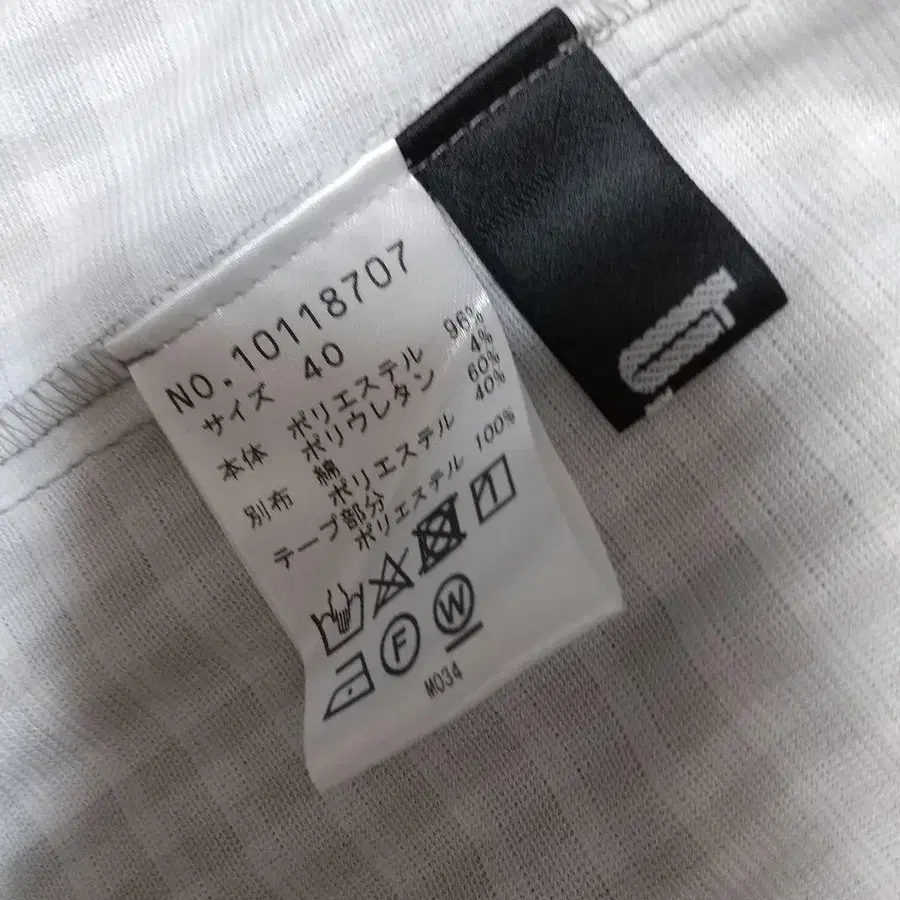 NO.10118707
サイズ 40
本体 ポリエステル 96%
ポリウレタン 4%
別布 綿 60%
ポリエステル 40%
テープ部分
ポリエステル 100%
F W
M034